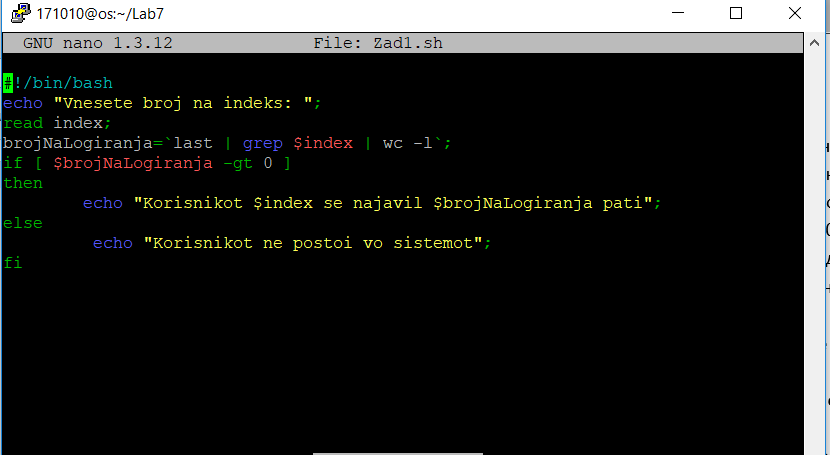 171010@os:~/Lab7
GNU nano 1.3.12 File: Zad1.sh
#!/bin/bash
echo "Vnesete broj na indeks: ";
read index;
brojNaLogiranja=`last | grep $index | wc -l`;
if [ $brojNaLogiranja -gt 0 ]
then
echo "Korisnikot $index se najavil $brojNaLogiranja pati";
else
echo "Korisnikot ne postoi vo sistemot";
fi